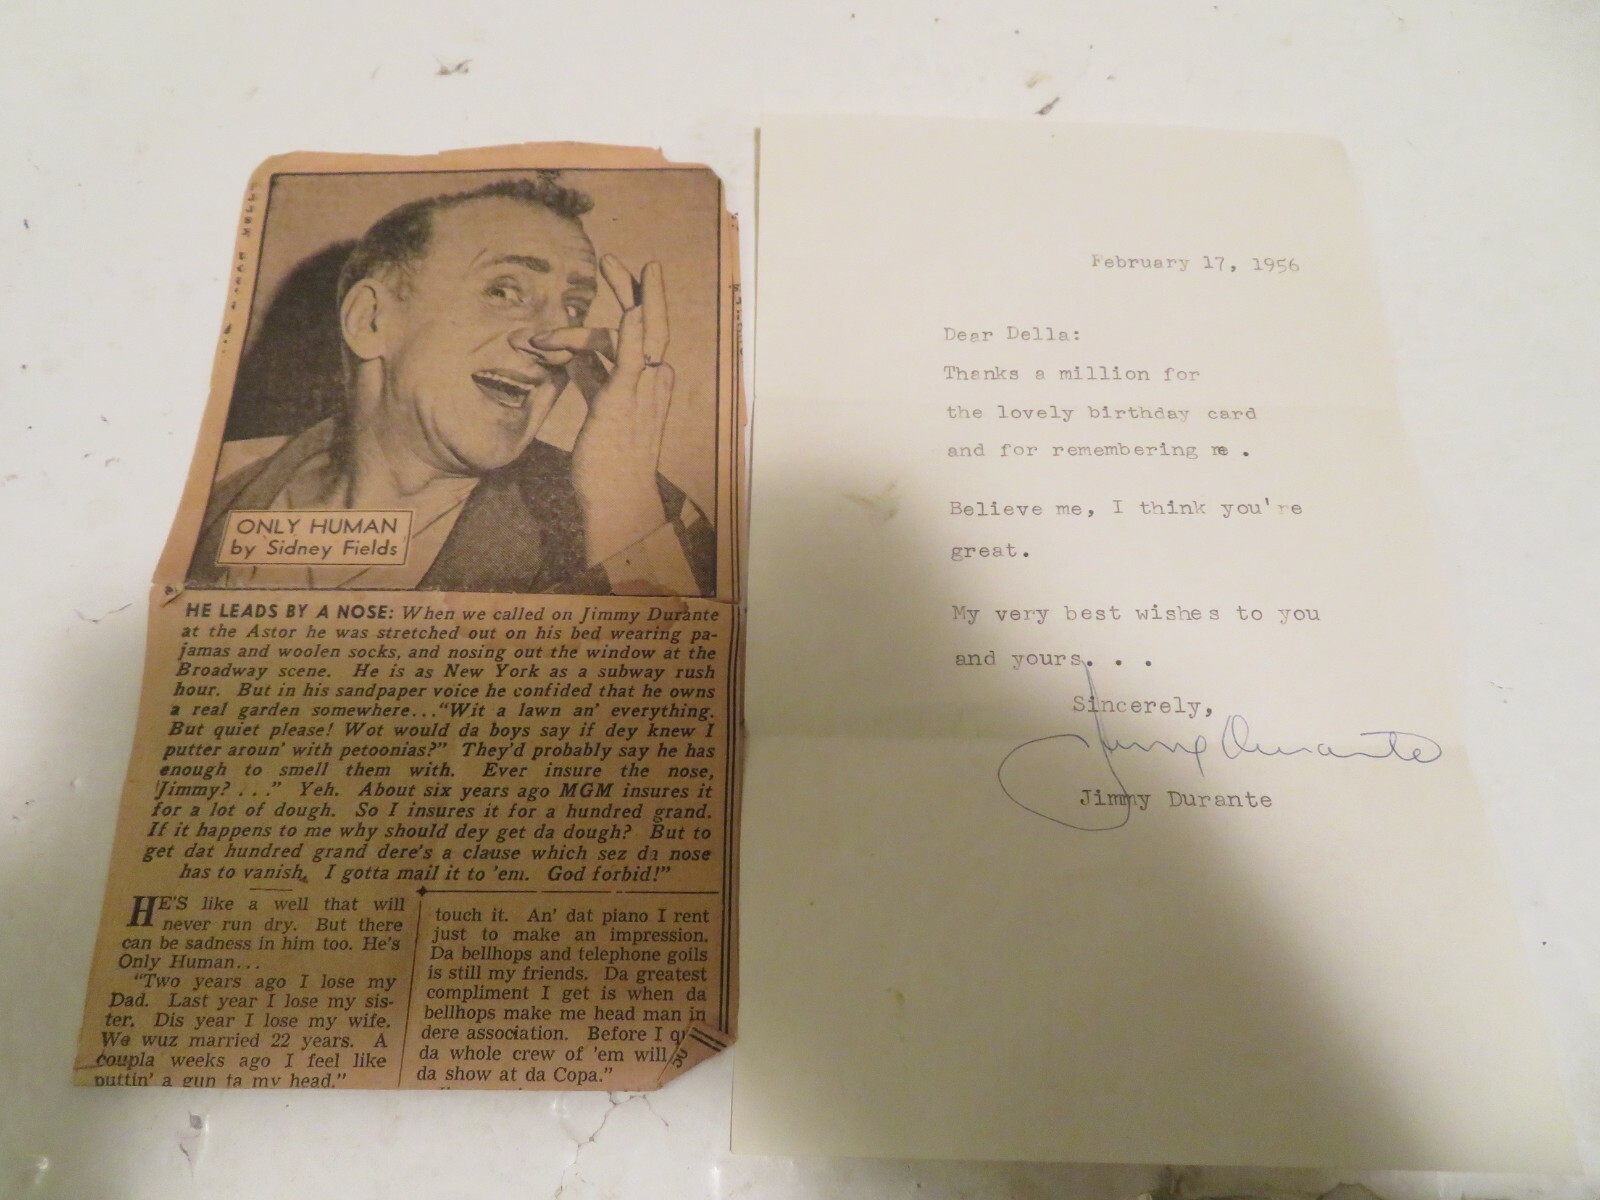 ONLY HUMAN
by Sidney Fields
HE LEADS BY A NOSE: When we called on Jimmy Durante
at the Astor he was stretched out on his bed wearing pa-
jamas and woolen socks, and nosing out the window at the
Broadway scene. He is as New York as a subway rush
hour. But in his sandpaper voice he confided that he owns
a real garden somewhere..."Wit a lawn an' everything.
But quiet please! Wot would da boys say if dey knew I
putter aroun' with petoonias?" They'd probably say he has
enough to smell them with. Ever insure the nose,
Jimmy? ..." Yeh. About six years ago MGM insures it
for a lot of dough. So I insures it for a hundred grand.
If it happens to me why should dey get da dough? But to
get dat hundred grand dere's a clause which sez da nose
has to vanish. I gotta mail it to 'em. God forbid!"
HE'S like a well that will
never run dry. But there
can be sadness in him too. He's
Only Human...
"Two years ago I lose my
Dad. Last year I lose my sis-
ter. Dis year I lose my wife.
We wuz married 22 years. A
coupla weeks ago I feel like
puttin' a gun ta my head."
touch it. An' dat piano I rent
just to make an impression.
Da bellhops and telephone goils
is still my friends. Da greatest
compliment I get is when da
bellhops make me head man in
dere association. Before I
da whole crew of 'em will
da show at da Copa."
February 17, 1956
Dear Della:
Thanks a million for
the lovely birthday card
and for remembering me.
Believe me, I think you're
great.
My very best wishes to you
and yours. . .
Sincerely,
Jimmy Durante
Jimmy Durante